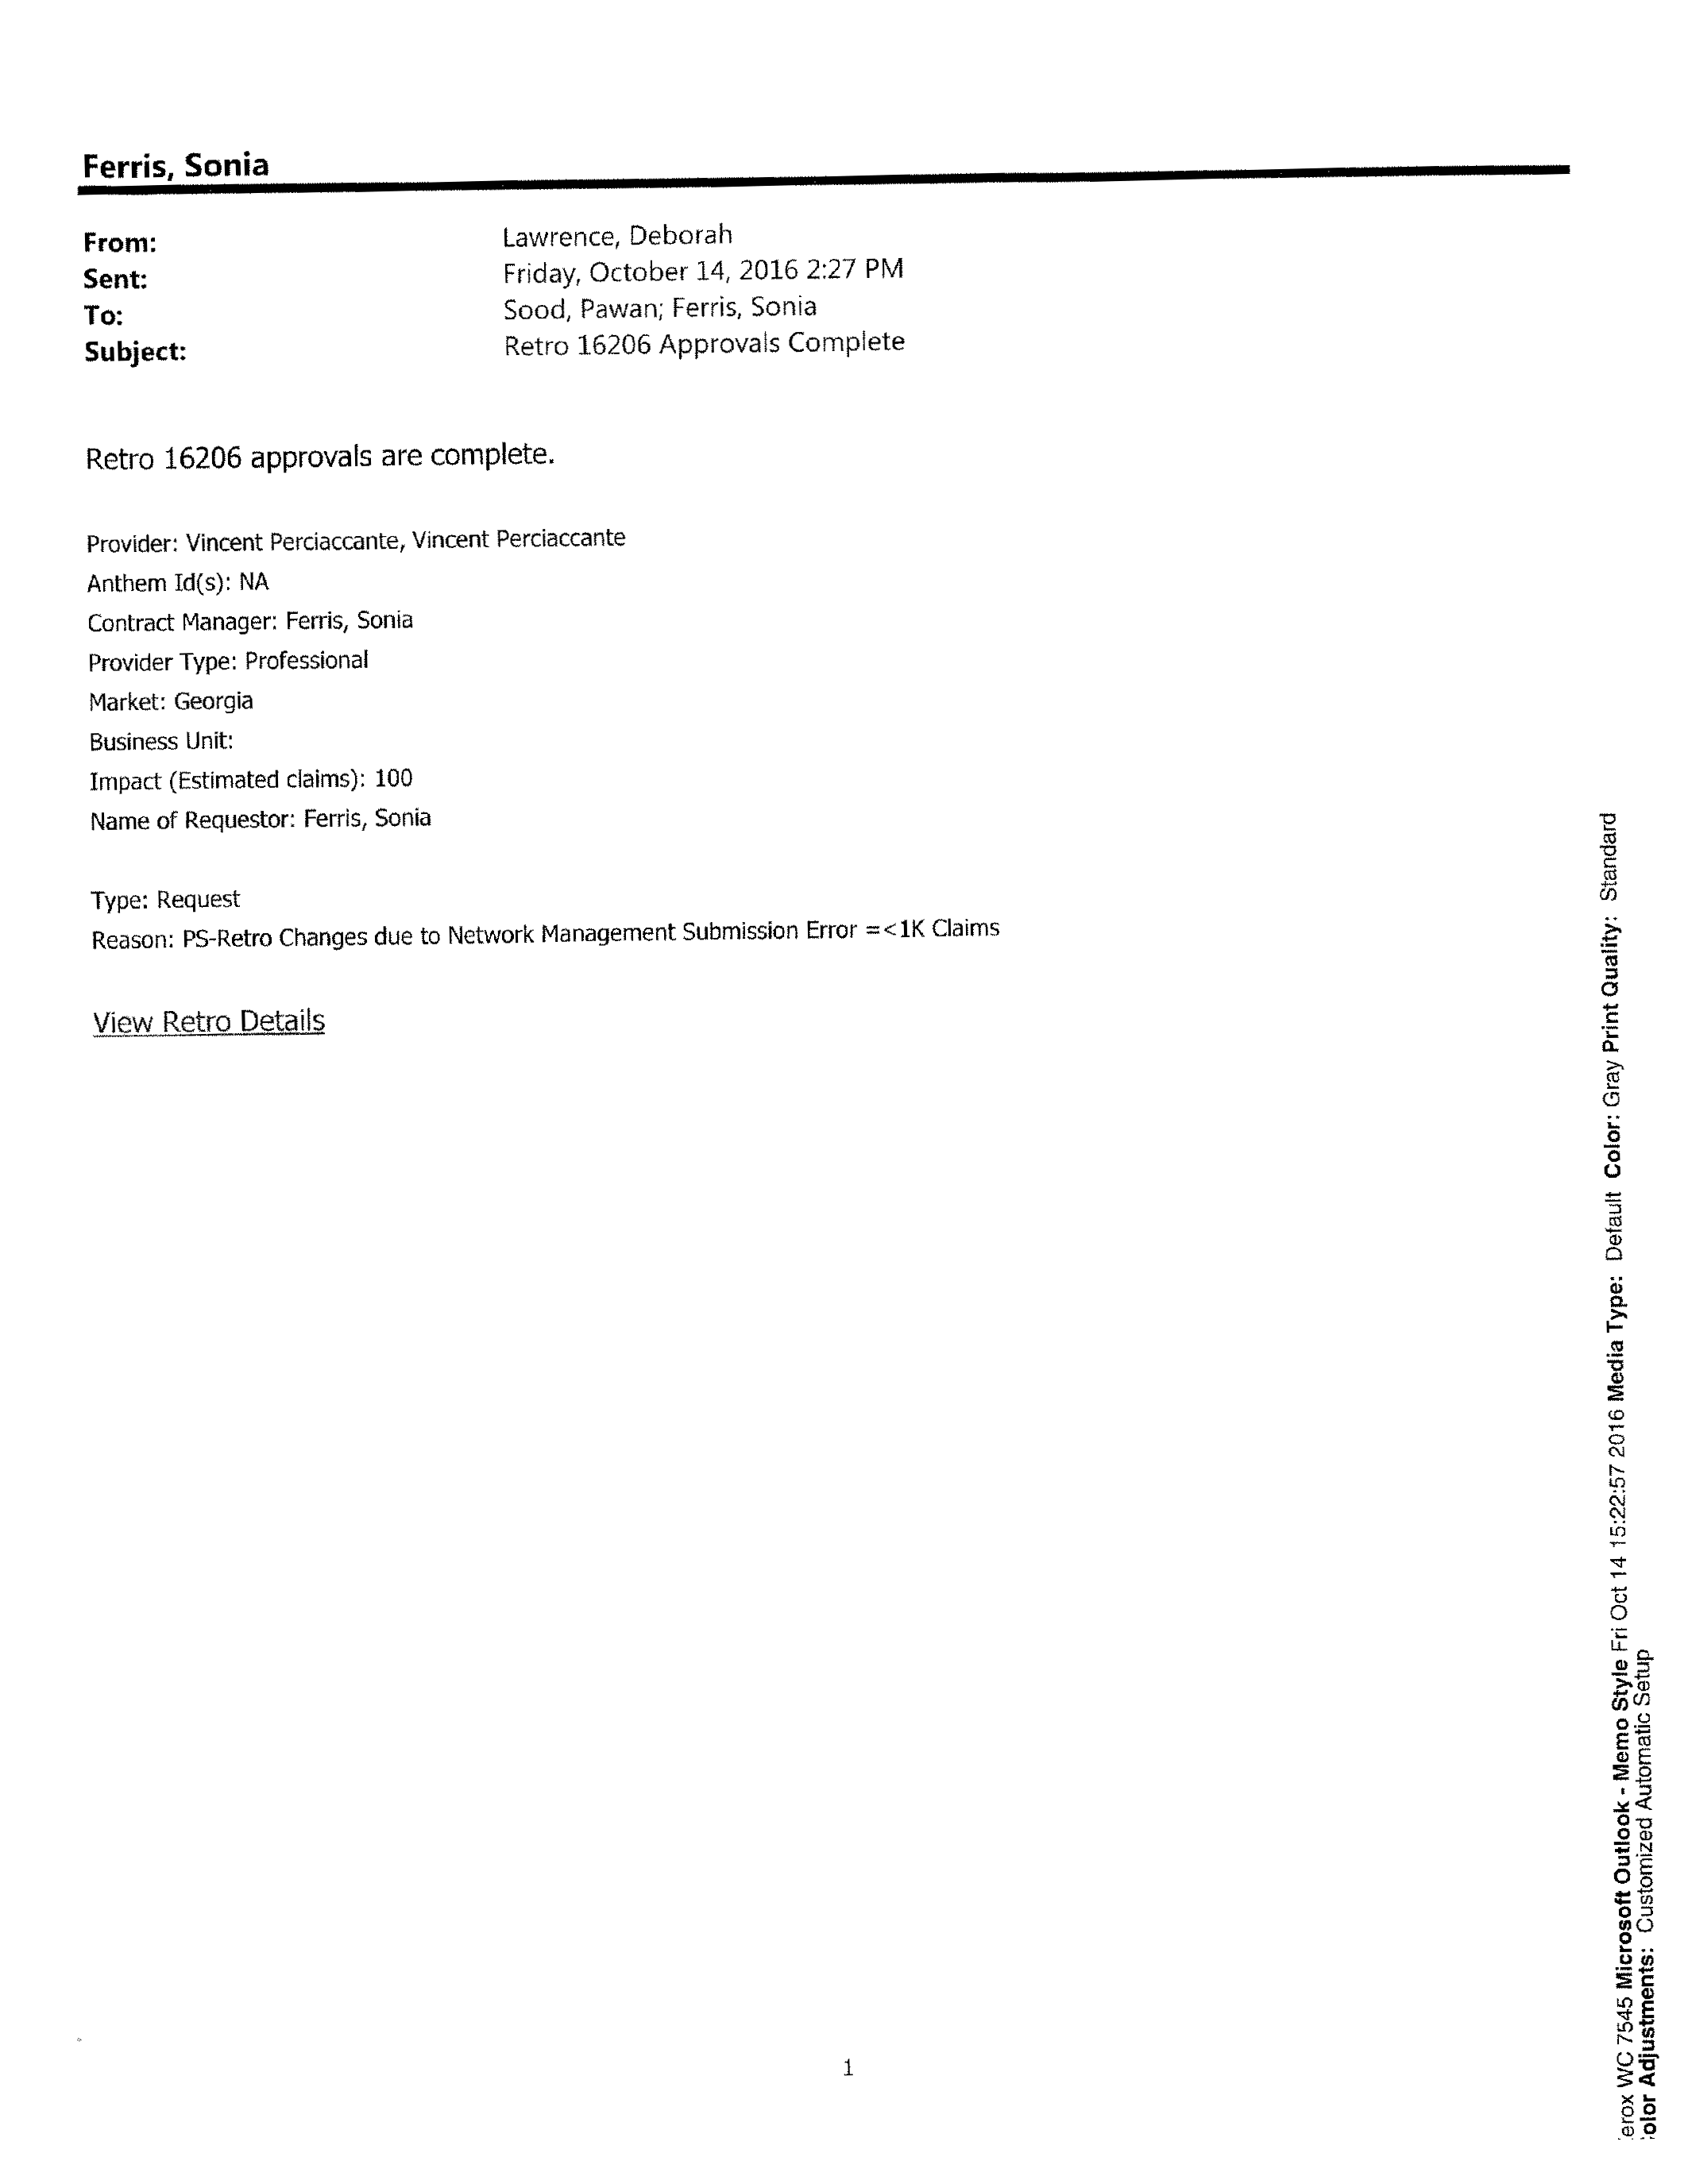 Ferris, Sonia
From: Lawrence, Deborah
Sent: Friday, October 14, 2016 2:27 PM
To: Sood, Pawan; Ferris, Sonia
Subject: Retro 16206 Approvals Complete
Retro 16206 approvals are complete.
Provider: Vincent Perciaccante, Vincent Perciaccante
Anthem Id(s): NA
Contract Manager: Ferris, Sonia
Provider Type: Professional
Market: Georgia
Business Unit:
Impact (Estimated claims): 100
Name of Requestor: Ferris, Sonia
Type: Request
Reason: PS-Retro Changes due to Network Management Submission Error =<1K Claims
View Retro Details
1
erox WC 7545 Microsoft Outlook - Memo Style Fri Oct 14 15:22:57 2016 Media Type: Default Color: Gray Print Quality: Standard
olor Adjustments: Customized Automatic Setup